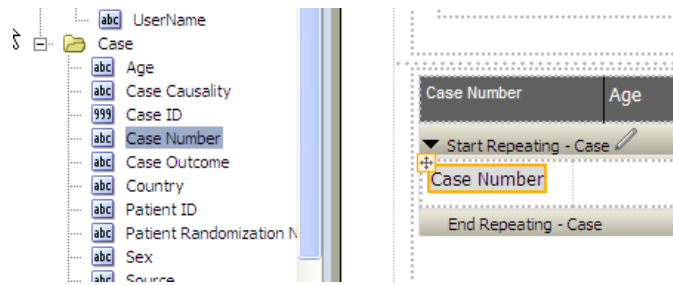 abc UserName
Case
abc Age
abc Case Causality
999 Case ID
abc Case Number
abc Case Outcome
abc Country
abc Patient ID
abc Patient Randomization N
abc Sex
abc Source
Case Number Age
Start Repeating - Case
Case Number
End Repeating - Case